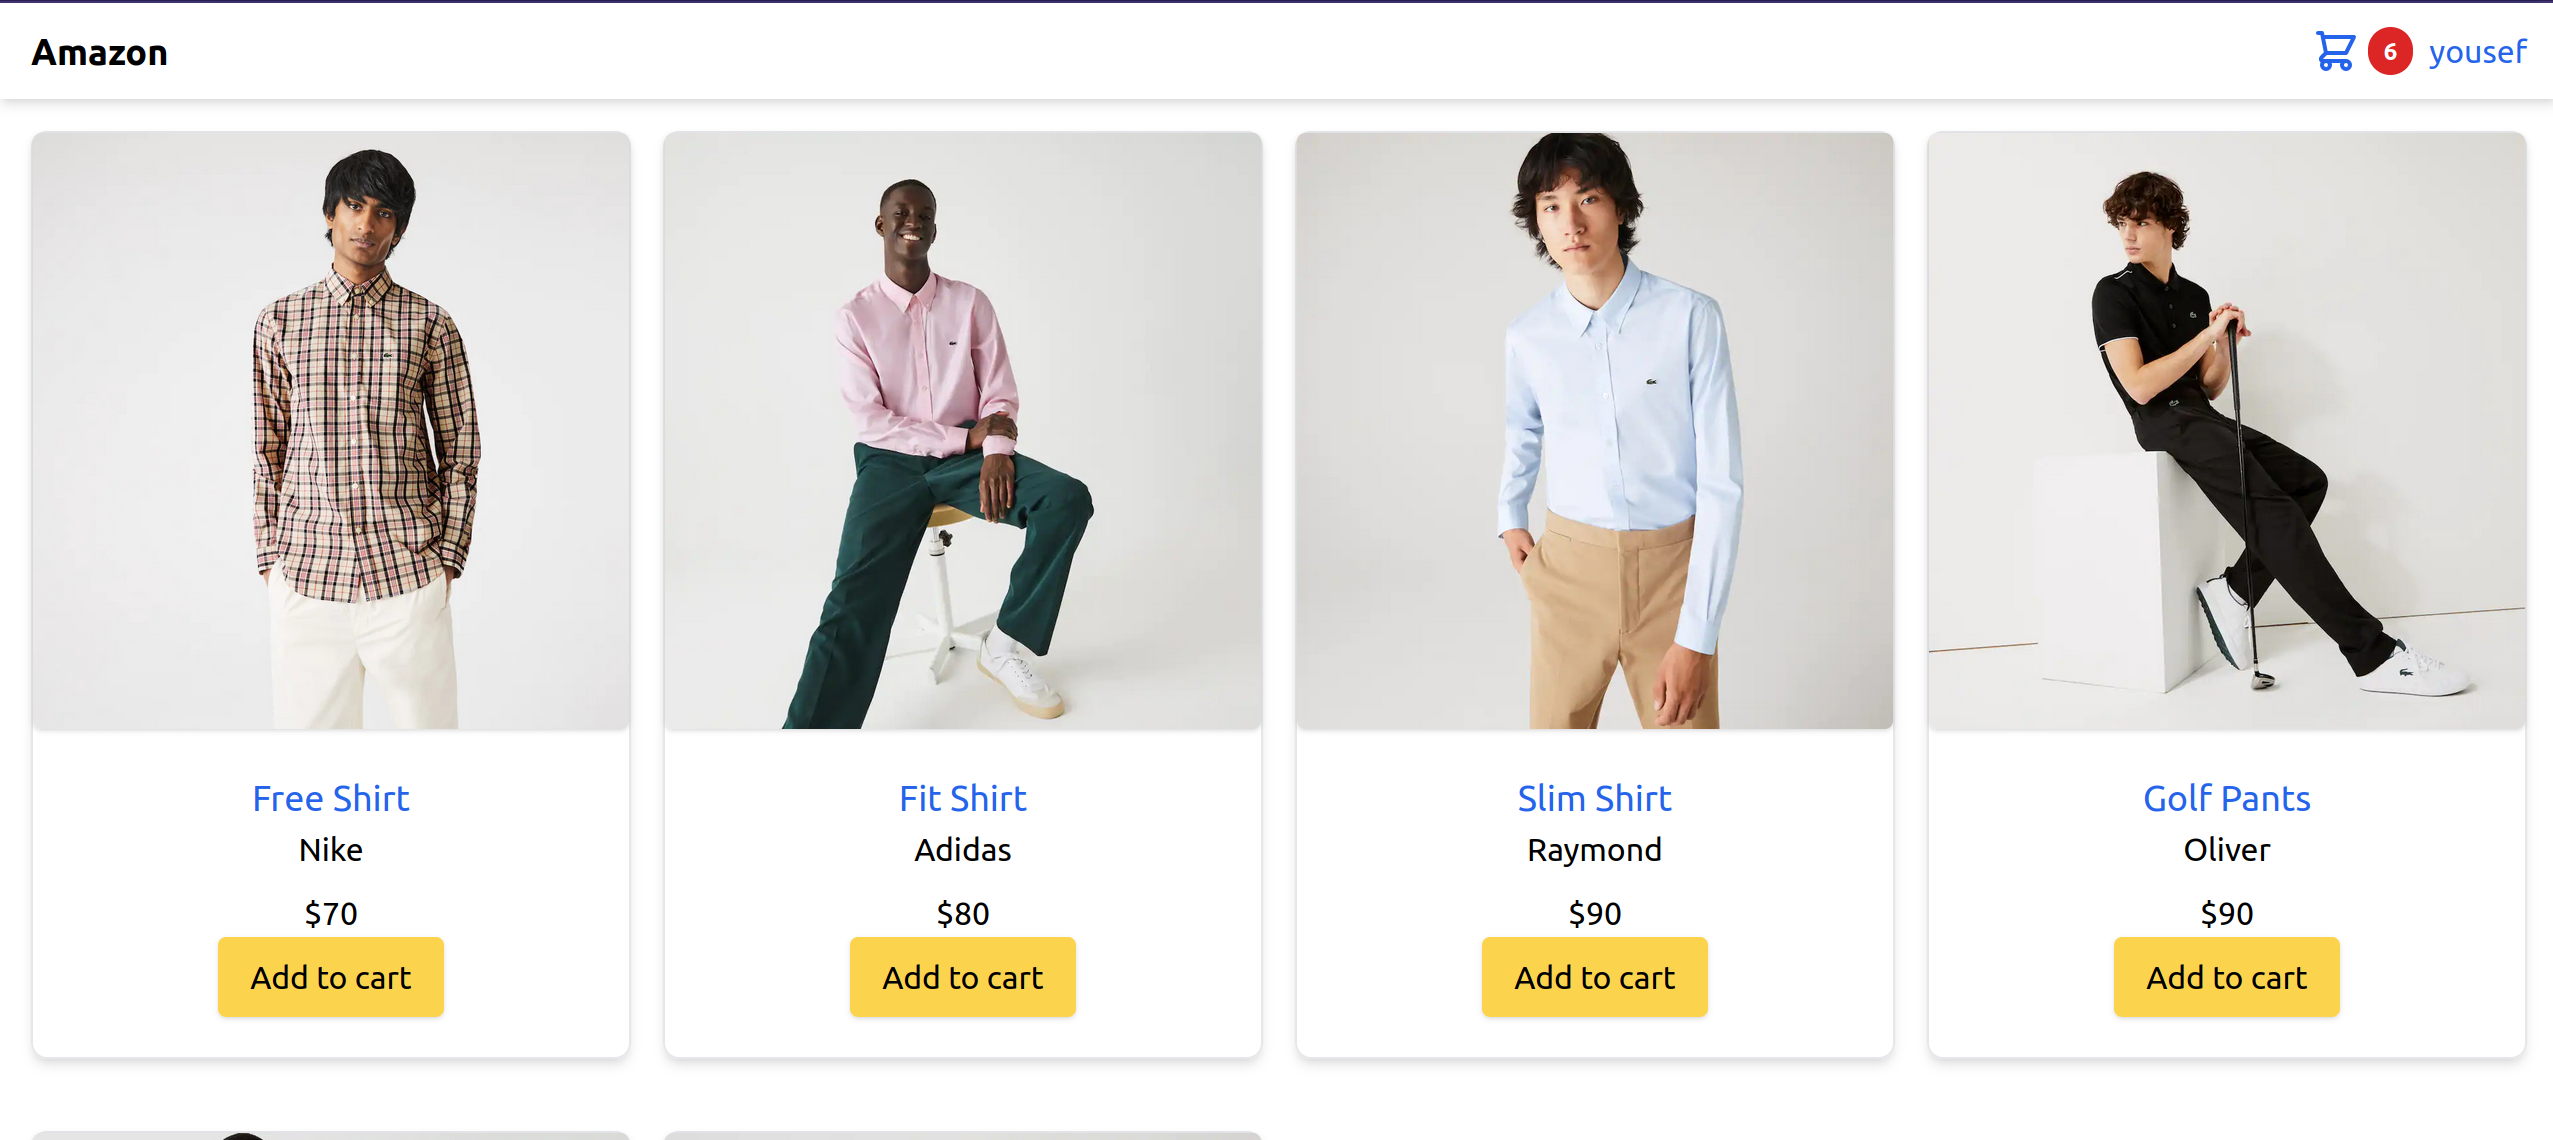 Amazon
6 yousef
Free Shirt
Nike
$70
Add to cart
Fit Shirt
Adidas
$80
Add to cart
Slim Shirt
Raymond
$90
Add to cart
Golf Pants
Oliver
$90
Add to cart